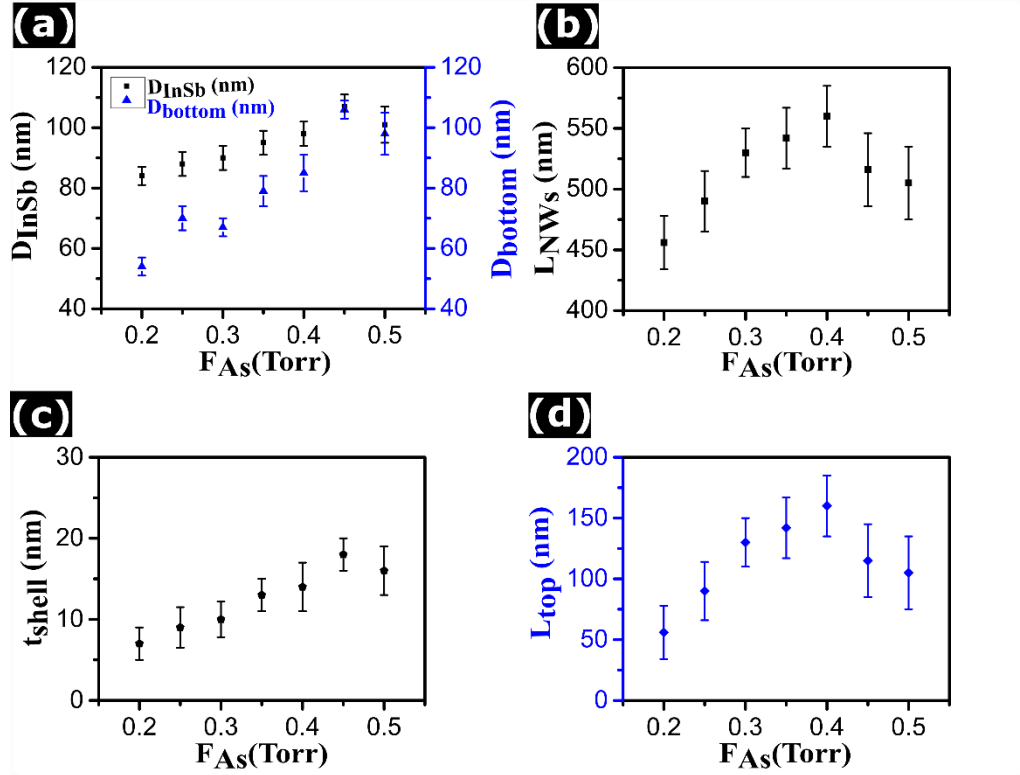 (a)
120
100
80
60
40
DInSb (nm)
DInSb (nm)
Dbottom (nm)
120
100
80
60
40
Dbottom (nm)
0.2 0.3 0.4 0.5
FAs(Torr)
(b)
600
550
500
450
400
LNWs (nm)
0.2 0.3 0.4 0.5
FAs(Torr)
(c)
30
20
10
0
tshell (nm)
0.2 0.3 0.4 0.5
FAs(Torr)
(d)
200
150
100
50
0
Ltop (nm)
0.2 0.3 0.4 0.5
FAs(Torr)